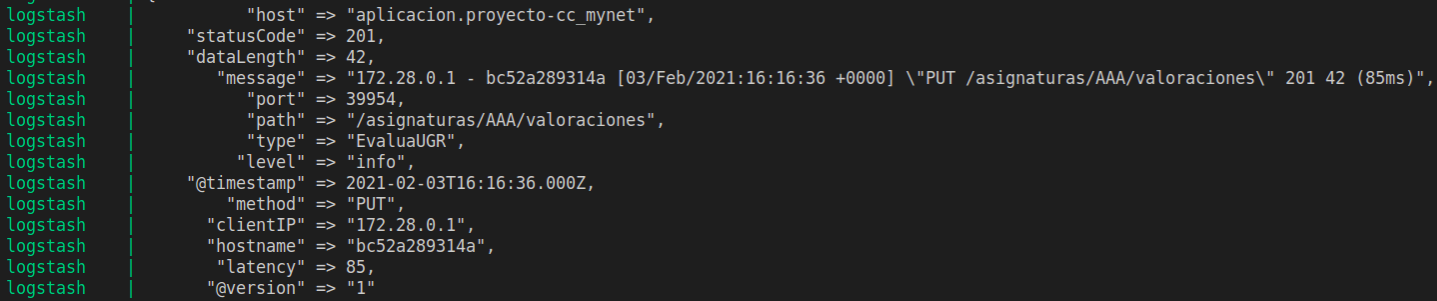 logstash | {
logstash | "host" => "aplicacion.proyecto-cc_mynet",
logstash | "statusCode" => 201,
logstash | "dataLength" => 42,
logstash | "message" => "172.28.0.1 - bc52a289314a [03/Feb/2021:16:16:36 +0000] \"PUT /asignaturas/AAA/valoraciones\" 201 42 (85ms)",
logstash | "port" => 39954,
logstash | "path" => "/asignaturas/AAA/valoraciones",
logstash | "type" => "EvaluaUGR",
logstash | "level" => "info",
logstash | "@timestamp" => 2021-02-03T16:16:36.000Z,
logstash | "method" => "PUT",
logstash | "clientIP" => "172.28.0.1",
logstash | "hostname" => "bc52a289314a",
logstash | "latency" => 85,
logstash | "@version" => "1"